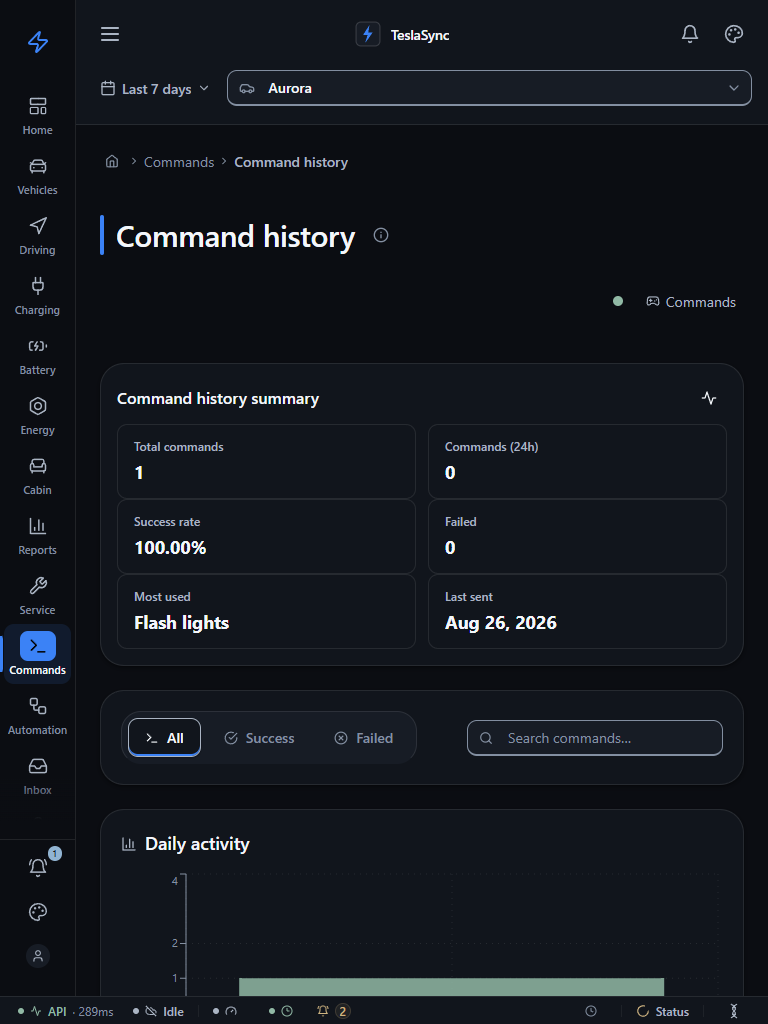 TeslaSync
Last 7 days
Aurora
Home
Vehicles
Driving
Charging
Battery
Energy
Cabin
Reports
Service
Commands
Automation
Inbox
1
Commands
Command history
Command history
Commands
Command history summary
Total commands
1
Commands (24h)
0
Success rate
100.00%
Failed
0
Most used
Flash lights
Last sent
Aug 26, 2026
All
Success
Failed
Search commands...
Daily activity
4
2
1
API · 289ms
Idle
2
Status